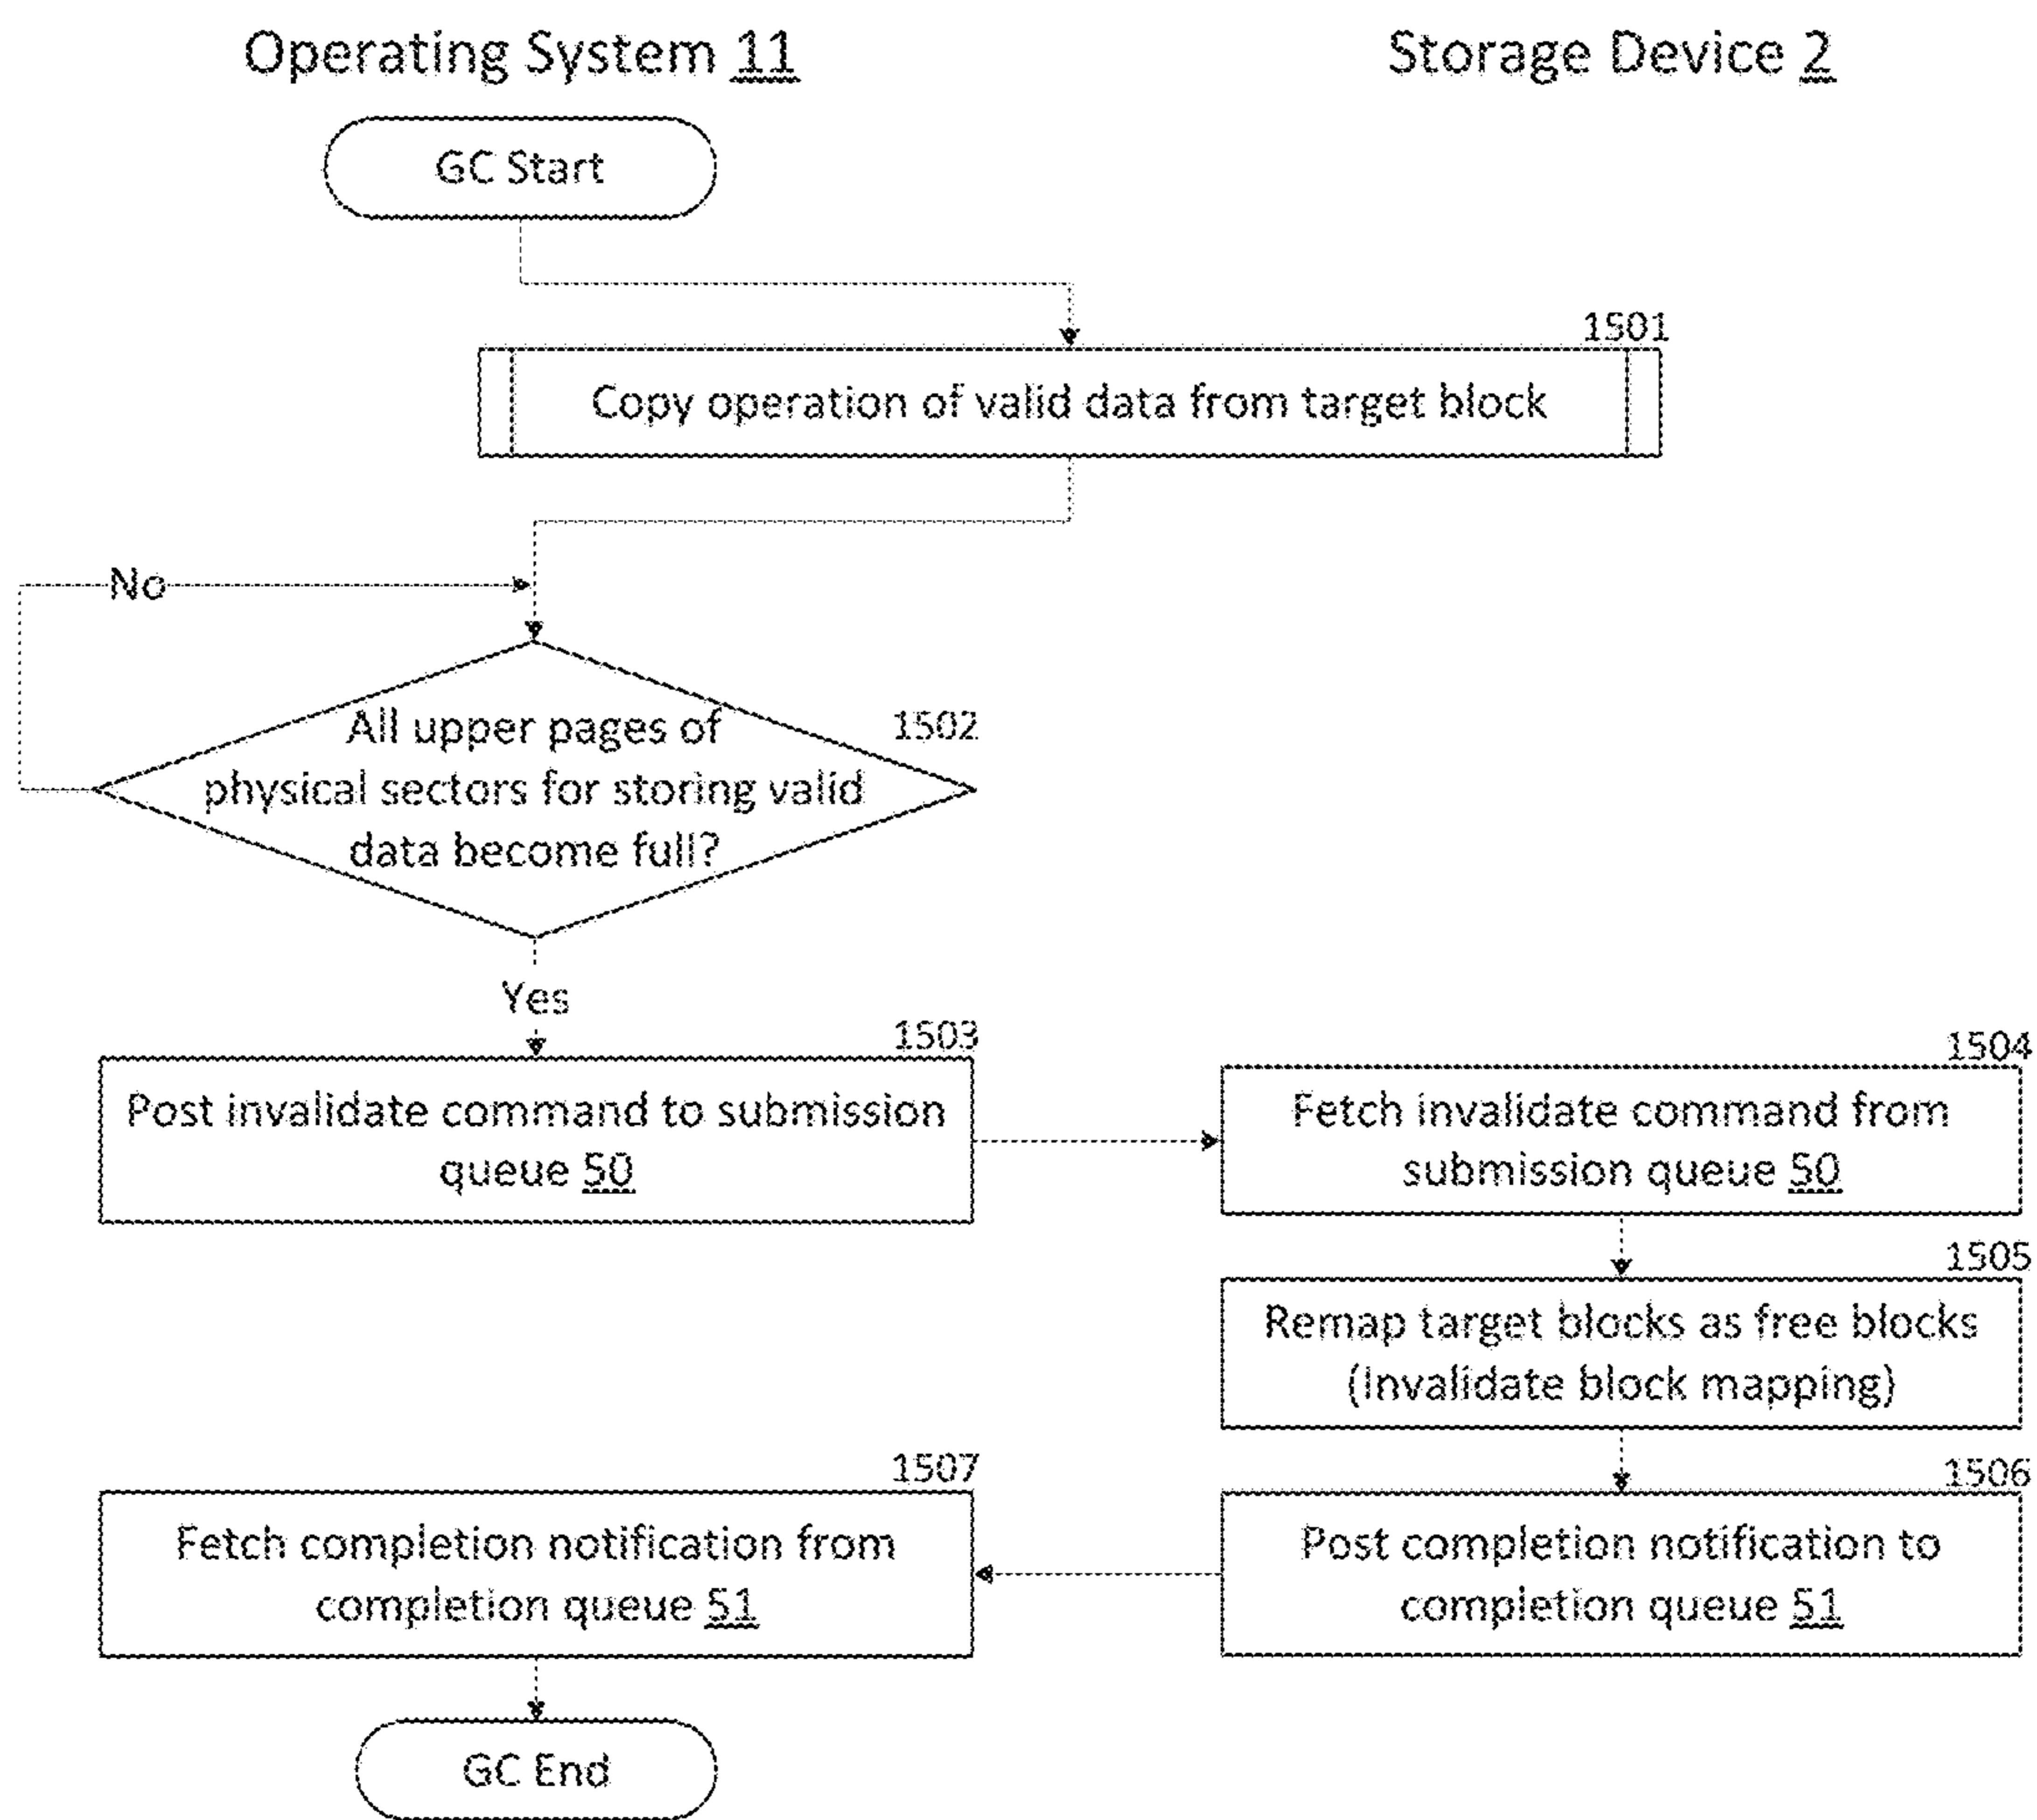 Operating System 11
Storage Device 2
GC Start
1501
Copy operation of valid data from target block
No
1502
All upper pages of
physical sectors for storing valid
data become full?
Yes
1503
Post invalidate command to submission
queue 50
1504
Fetch invalidate command from
submission queue 50
1505
Remap target blocks as free blocks
(Invalidate block mapping)
1506
Post completion notification to
completion queue 51
1507
Fetch completion notification from
completion queue 51
GC End